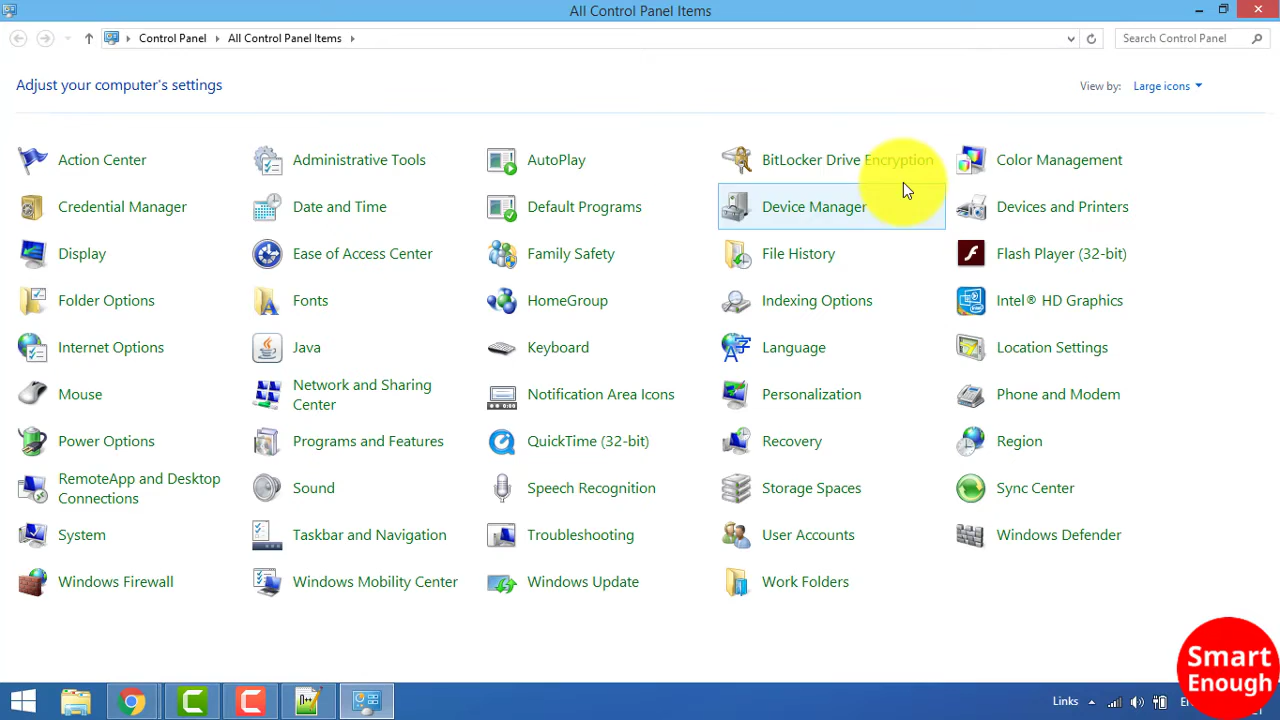 All Control Panel Items
Control Panel
All Control Panel Items
Search Control Panel
Adjust your computer's settings
View by:
Large icons
Action Center
Administrative Tools
AutoPlay
BitLocker Drive Encryption
Color Management
Credential Manager
Date and Time
Default Programs
Device Manager
Devices and Printers
Display
Ease of Access Center
Family Safety
File History
Flash Player (32-bit)
Folder Options
Fonts
HomeGroup
Indexing Options
Intel® HD Graphics
Internet Options
Java
Keyboard
Language
Location Settings
Mouse
Network and Sharing
Center
Notification Area Icons
Personalization
Phone and Modem
Power Options
Programs and Features
QuickTime (32-bit)
Recovery
Region
RemoteApp and Desktop
Connections
Sound
Speech Recognition
Storage Spaces
Sync Center
System
Taskbar and Navigation
Troubleshooting
User Accounts
Windows Defender
Windows Firewall
Windows Mobility Center
Windows Update
Work Folders
Smart
Enough
Links